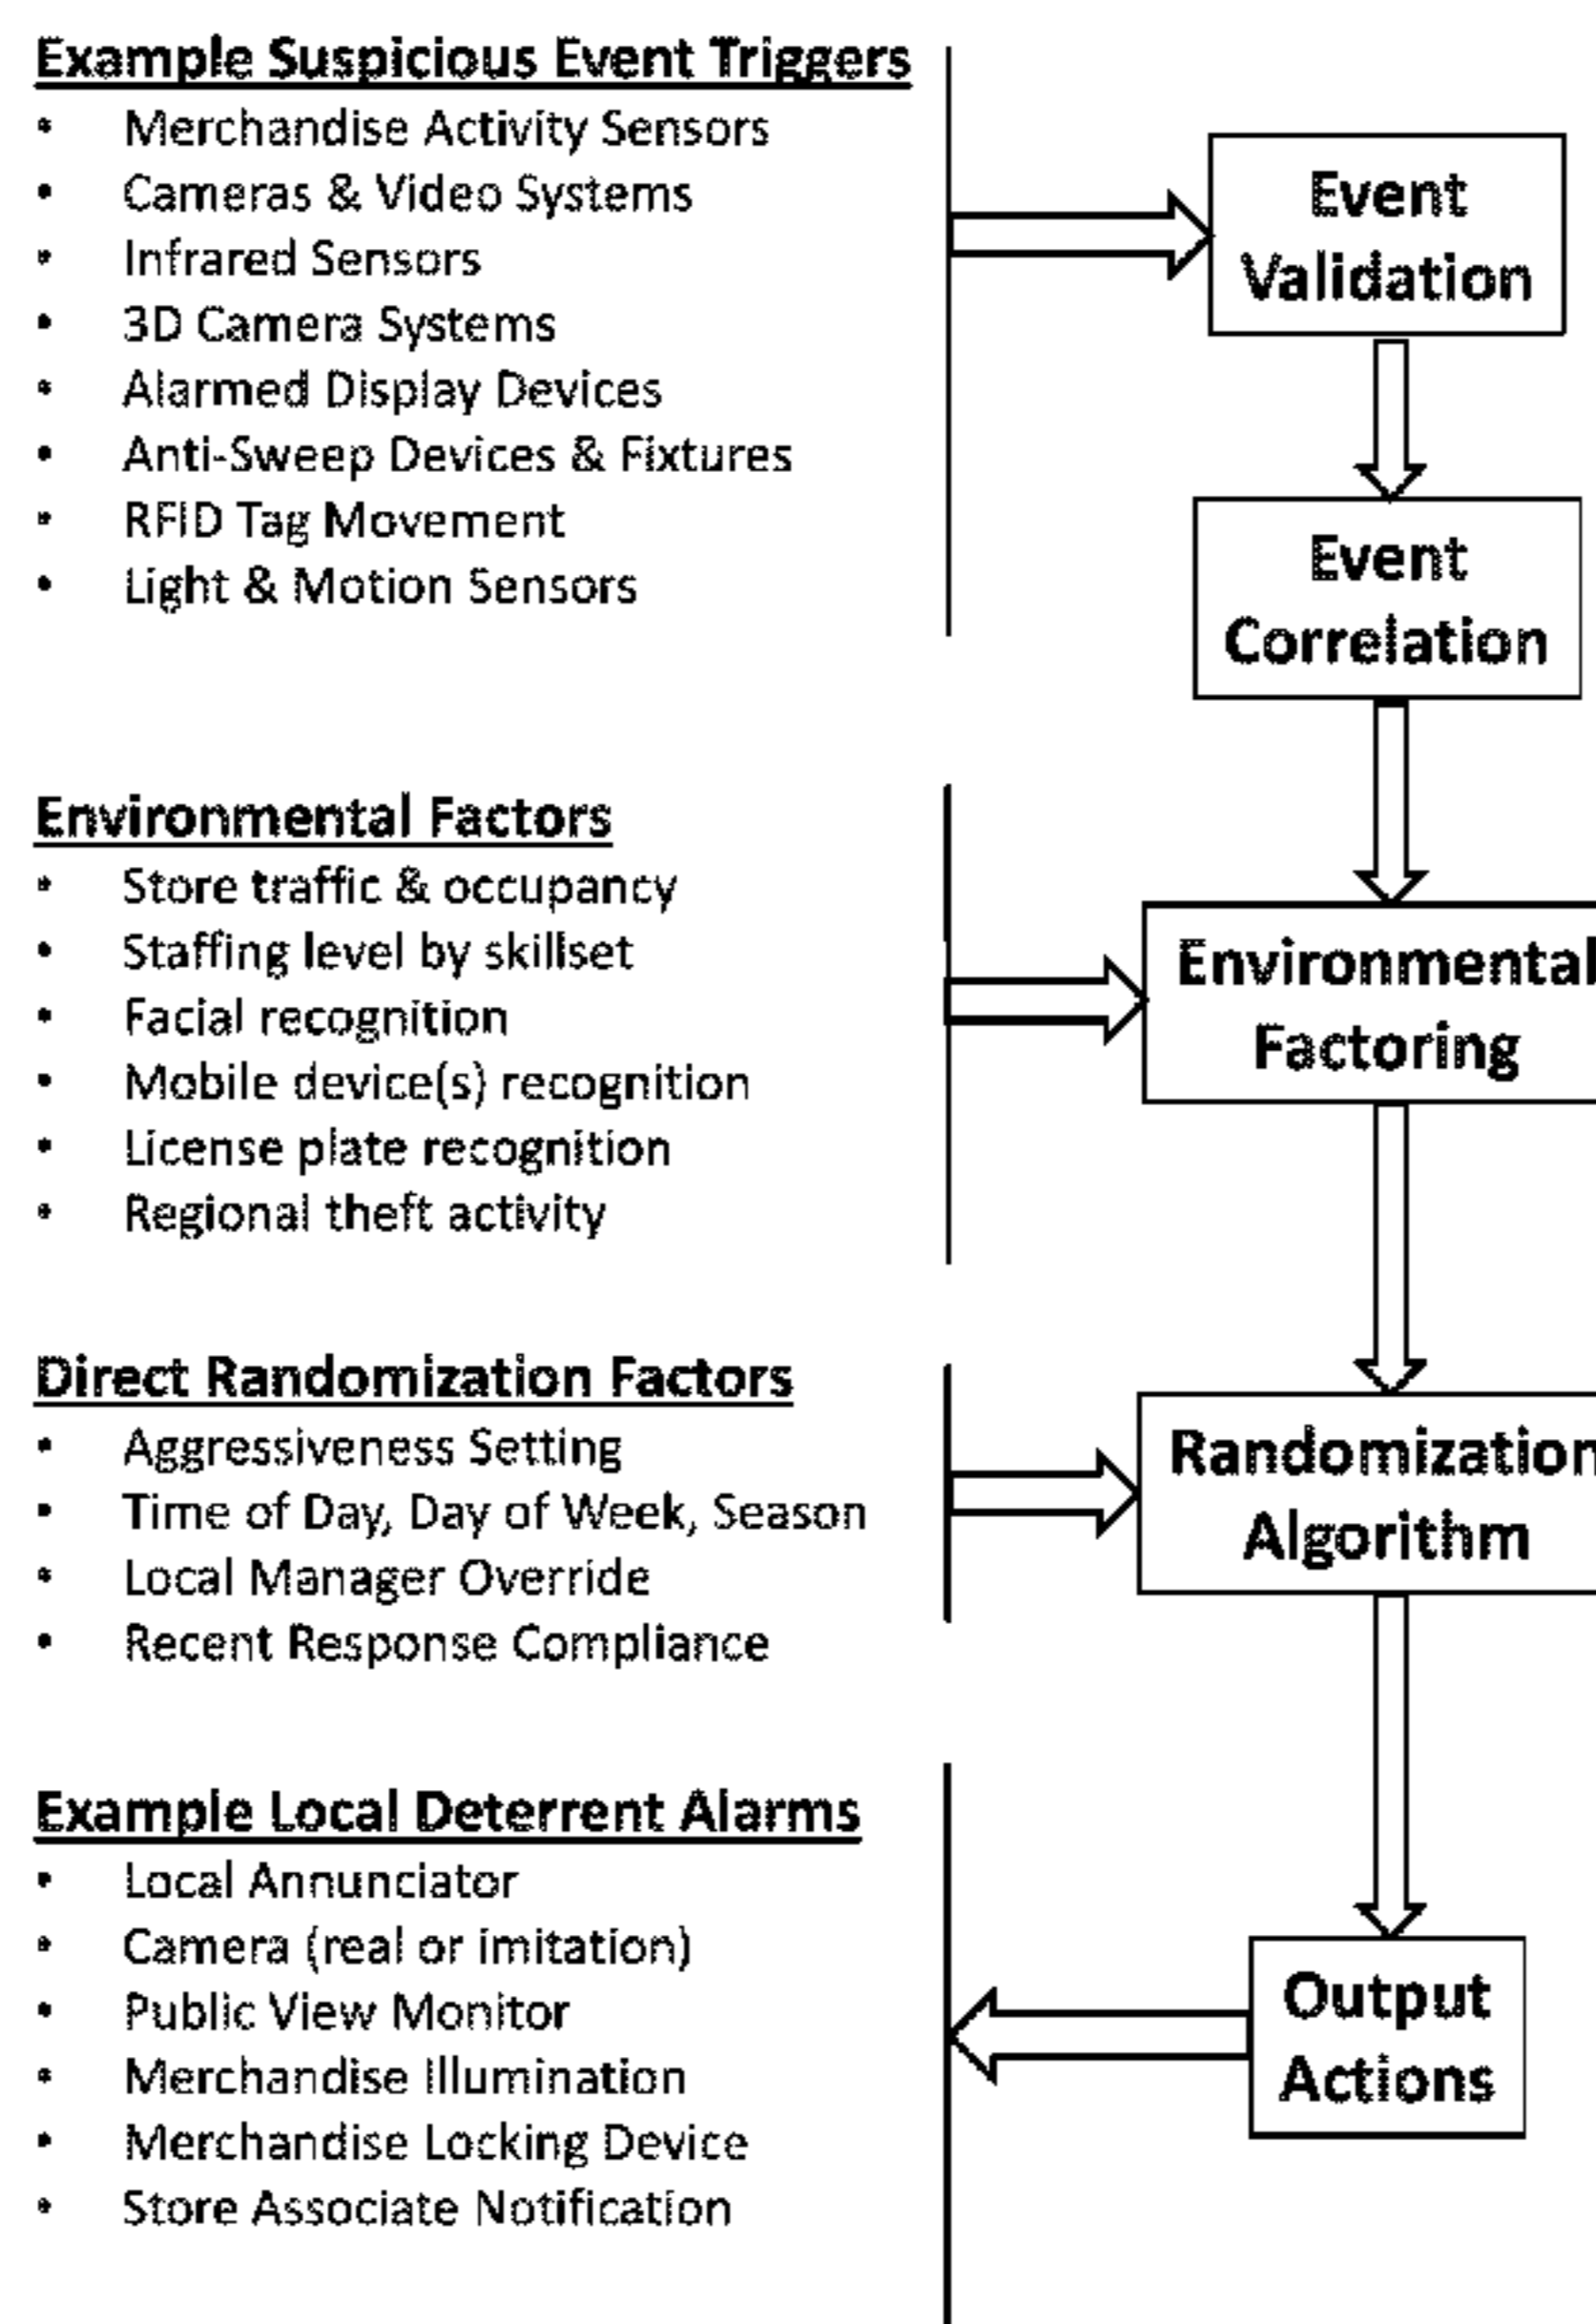 Example Suspicious Event Triggers
• Merchandise Activity Sensors
• Cameras & Video Systems
• Infrared Sensors
• 3D Camera Systems
• Alarmed Display Devices
• Anti-Sweep Devices & Fixtures
• RFID Tag Movement
• Light & Motion Sensors
Event
Validation
Event
Correlation
Environmental Factors
• Store traffic & occupancy
• Staffing level by skillset
• Facial recognition
• Mobile device(s) recognition
• License plate recognition
• Regional theft activity
Environmental
Factoring
Direct Randomization Factors
• Aggressiveness Setting
• Time of Day, Day of Week, Season
• Local Manager Override
• Recent Response Compliance
Randomization
Algorithm
Example Local Deterrent Alarms
• Local Annunciator
• Camera (real or imitation)
• Public View Monitor
• Merchandise Illumination
• Merchandise Locking Device
• Store Associate Notification
Output
Actions